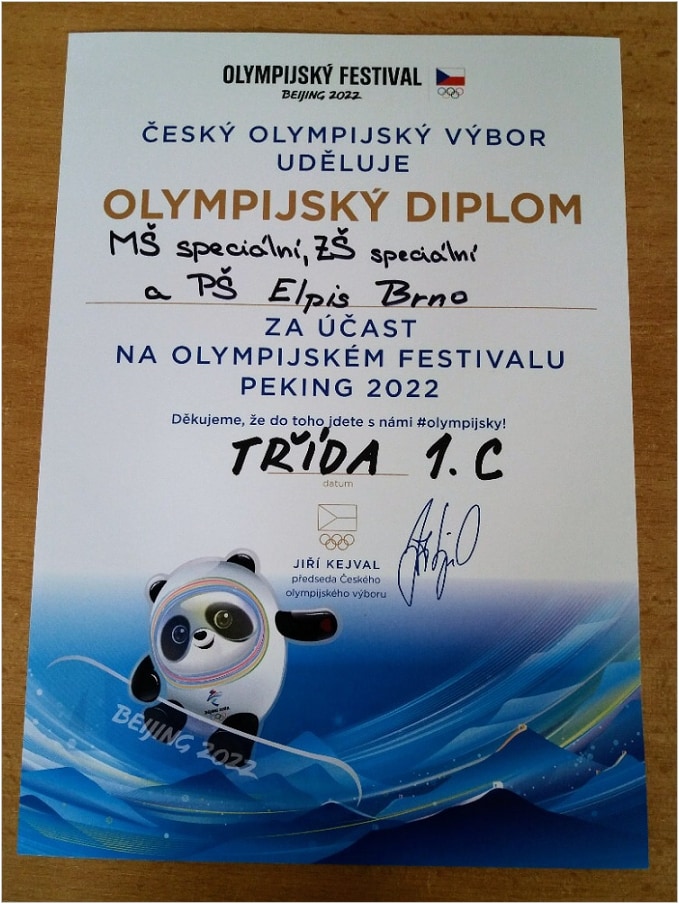 OLYMPIJSKÝ FESTIVAL
BEIJING 2022
ČESKÝ OLYMPIJSKÝ VÝBOR
UDĚLUJE
OLYMPIJSKÝ DIPLOM
MŠ speciální, ZŠ speciální
a PŠ Elpis Brno
ZA ÚČAST
NA OLYMPIJSKÉM FESTIVALU
PEKING 2022
Děkujeme, že do toho jdete s námi #olympijsky!
TŘÍDA 1. C
datum
JIŘÍ KEJVAL
předseda Českého
olympijského výboru
BEIJING 2022
BEIJING 2022